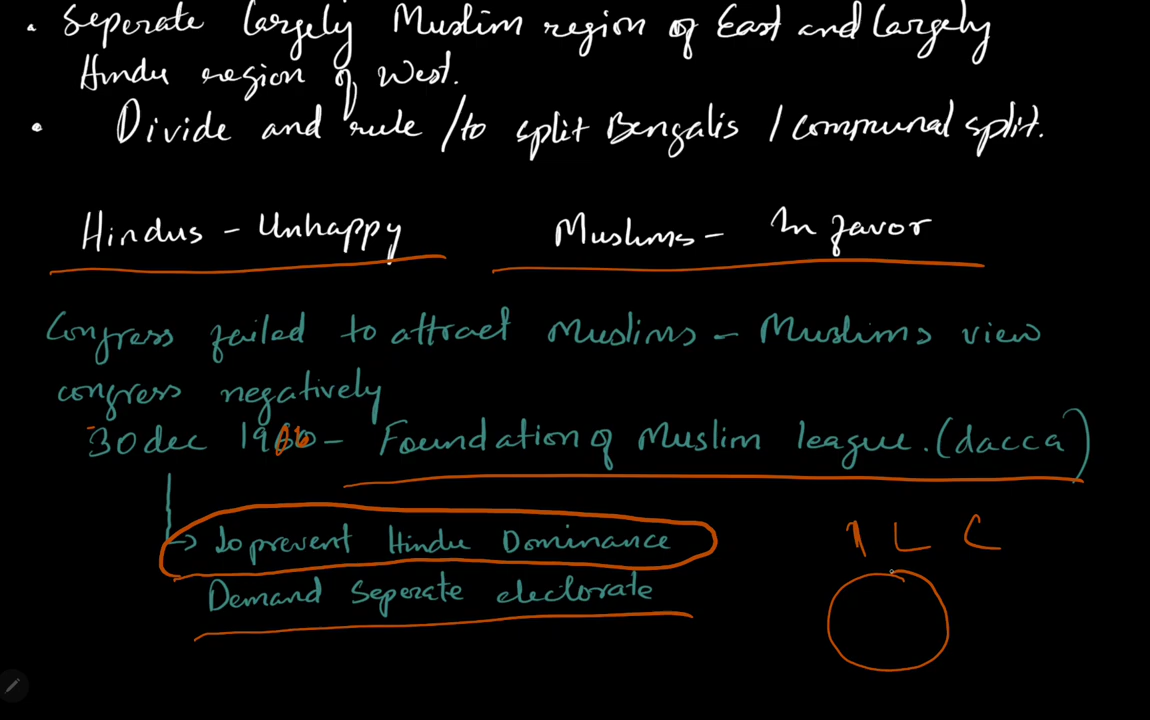 • Seperate largely Muslim region of East and largely
Hindu region of West.
• Divide and rule / to split Bengalis / communal split.
Hindus - Unhappy Muslims - In favor
Congress failed to attract Muslims - Muslims view
congress negatively
30 dec 1906 - Foundation of Muslim league. (dacca)
→ To prevent Hindu Dominance
Demand Seperate electorate
L C